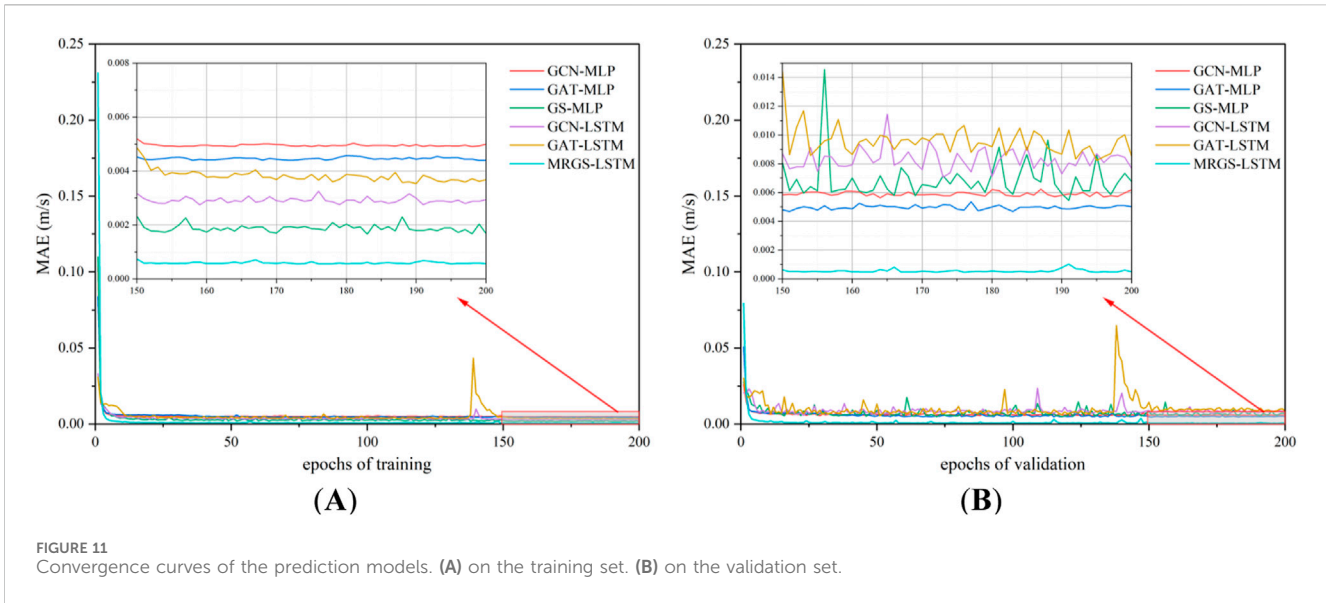 0.25
0.20
0.15
0.10
0.05
0.00
MAE (m/s)
0.008
0.006
0.004
0.002
0.000
150 160 170 180 190 200
GCN-MLP
GAT-MLP
GS-MLP
GCN-LSTM
GAT-LSTM
MRGS-LSTM
0 50 100 150 200
epochs of training
(A)
0.25
0.20
0.15
0.10
0.05
0.00
MAE (m/s)
0.014
0.012
0.010
0.008
0.006
0.004
0.002
0.000
150 160 170 180 190 200
GCN-MLP
GAT-MLP
GS-MLP
GCN-LSTM
GAT-LSTM
MRGS-LSTM
0 50 100 150 200
epochs of validation
(B)
FIGURE 11
Convergence curves of the prediction models. (A) on the training set. (B) on the validation set.